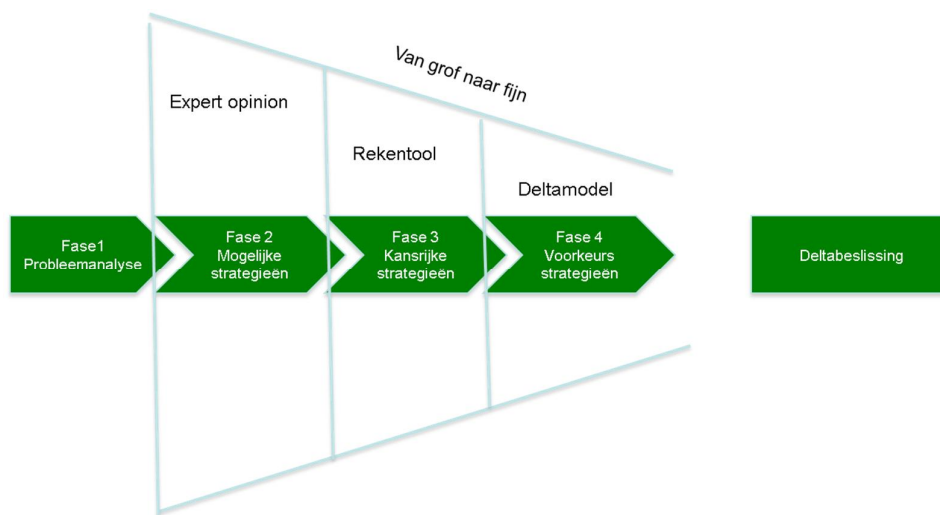 Van grof naar fijn
Expert opinion
Rekentool
Deltamodel
Fase1
Probleemanalyse
Fase 2
Mogelijke
strategieën
Fase 3
Kansrijke
strategieën
Fase 4
Voorkeurs
strategieën
Deltabeslissing